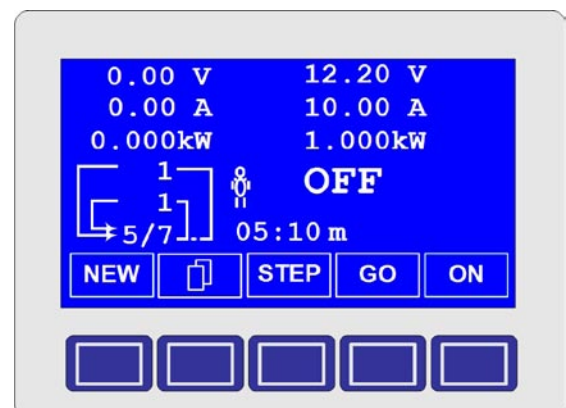 0.00 V 12.20 V
0.00 A 10.00 A
0.000kW 1.000kW
1 OFF
1
5/7 05:10 m
NEW STEP GO ON